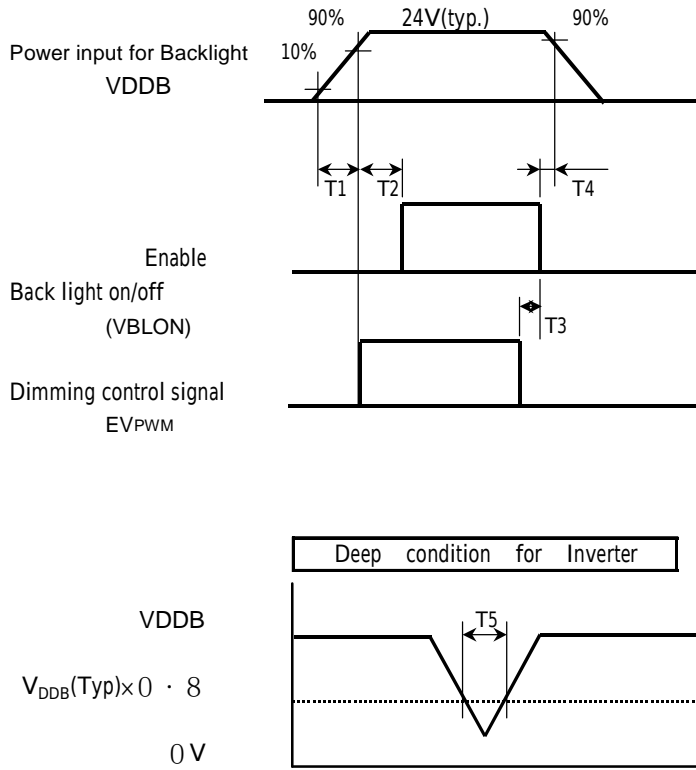 90% 24V(typ.) 90%
Power input for Backlight 10%
VDDB
T1 T2 T4
Enable
Back light on/off
(VBLON)
T3
Dimming control signal
EVPWM
Deep condition for Inverter
VDDB T5
VDDB(Typ)×0・8
0V